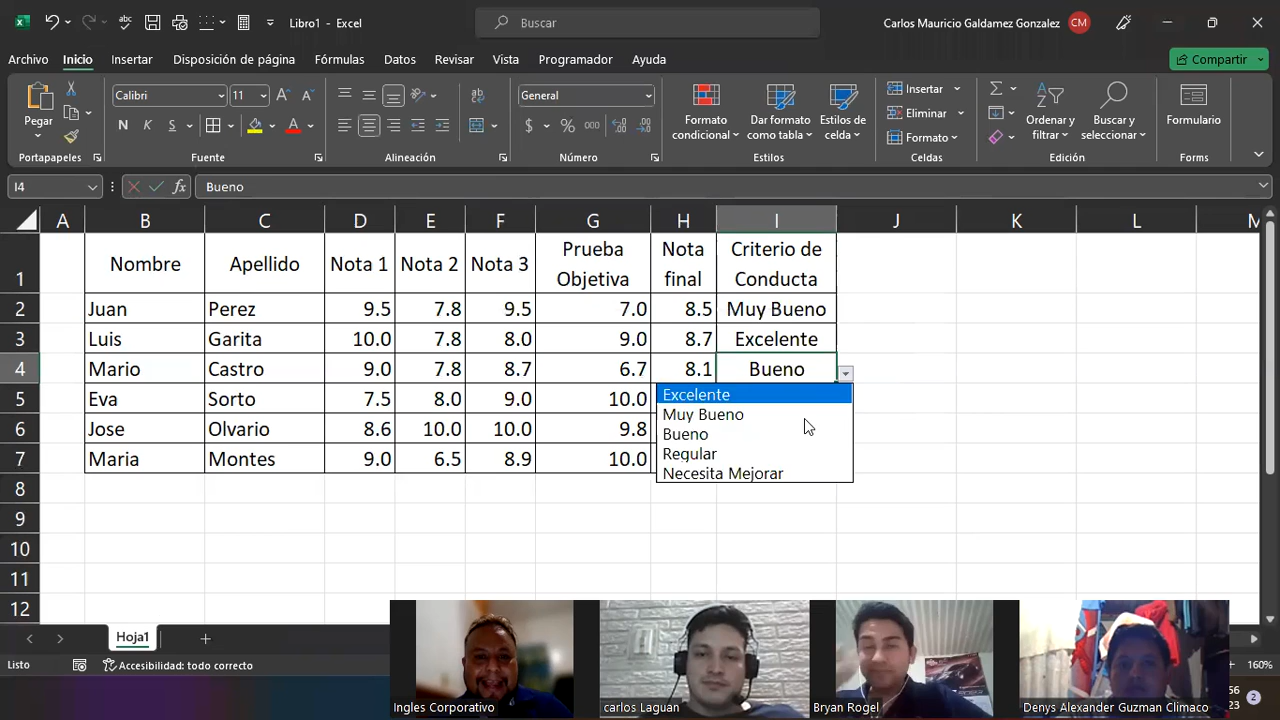 Libro1 - Excel
Buscar
Carlos Mauricio Galdamez Gonzalez
CM
Archivo Inicio Insertar Disposición de página Fórmulas Datos Revisar Vista Programador Ayuda
Compartir
Pegar
Portapapeles
Calibri 11
N K S
Fuente
Alineación
General
$ % 000
Número
Formato condicional
Dar formato como tabla
Estilos de celda
Estilos
Insertar
Eliminar
Formato
Celdas
Ordenar y filtrar
Buscar y seleccionar
Edición
Formulario
Forms
I4 fx Bueno
A B C D E F G H I J K L M
1 Nombre Apellido Nota 1 Nota 2 Nota 3 Prueba Objetiva Nota final Criterio de Conducta
2 Juan Perez 9.5 7.8 9.5 7.0 8.5 Muy Bueno
3 Luis Garita 10.0 7.8 8.0 9.0 8.7 Excelente
4 Mario Castro 9.0 7.8 8.7 6.7 8.1 Bueno
5 Eva Sorto 7.5 8.0 9.0 10.0
6 Jose Olvario 8.6 10.0 10.0 9.8
7 Maria Montes 9.0 6.5 8.9 10.0
Excelente
Muy Bueno
Bueno
Regular
Necesita Mejorar
8
9
10
11
12
Hoja1
Listo
Accesibilidad: todo correcto
160%
Ingles Corporativo
carlos Laguan
Bryan Rogel
Denys Alexander Guzman Climaco
56
23
2